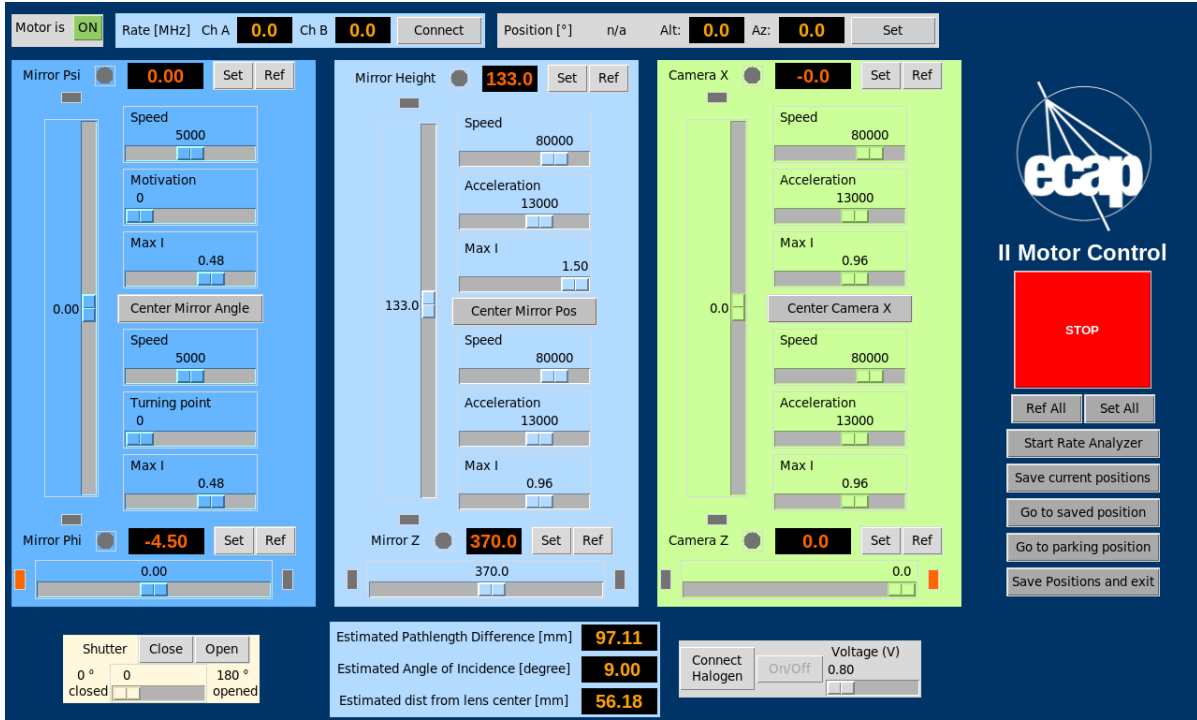 Motor is ON Rate [MHz] Ch A 0.0 Ch B 0.0 Connect Position [°] n/a Alt: 0.0 Az: 0.0 Set
Mirror Psi 0.00 Set Ref
Speed
5000
Motivation
0
Max I
0.48
0.00 Center Mirror Angle
Speed
5000
Turning point
0
Max I
0.48
Mirror Phi -4.50 Set Ref
0.00
Mirror Height 133.0 Set Ref
Speed
80000
Acceleration
13000
Max I
1.50
133.0 Center Mirror Pos
Speed
80000
Acceleration
13000
Max I
0.96
Mirror Z 370.0 Set Ref
370.0
Camera X -0.0 Set Ref
Speed
80000
Acceleration
13000
Max I
0.96
0.0 Center Camera X
Speed
80000
Acceleration
13000
Max I
0.96
Camera Z 0.0 Set Ref
0.0
ecap
II Motor Control
STOP
Ref All Set All
Start Rate Analyzer
Save current positions
Go to saved position
Go to parking position
Save Positions and exit
Shutter Close Open
0 ° 0 180 °
closed opened
Estimated Pathlength Difference [mm] 97.11
Estimated Angle of Incidence [degree] 9.00
Estimated dist from lens center [mm] 56.18
Connect
Halogen
On/Off
Voltage (V)
0.80